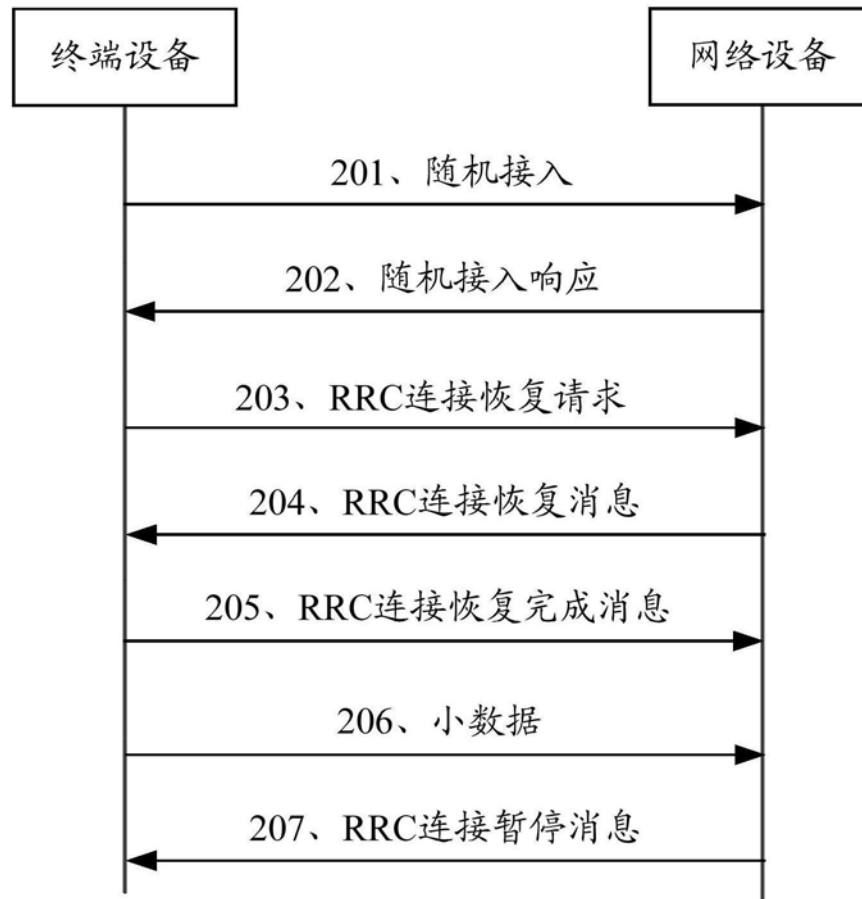 终端设备
网络设备
201、随机接入
202、随机接入响应
203、RRC连接恢复请求
204、RRC连接恢复消息
205、RRC连接恢复完成消息
206、小数据
207、RRC连接暂停消息